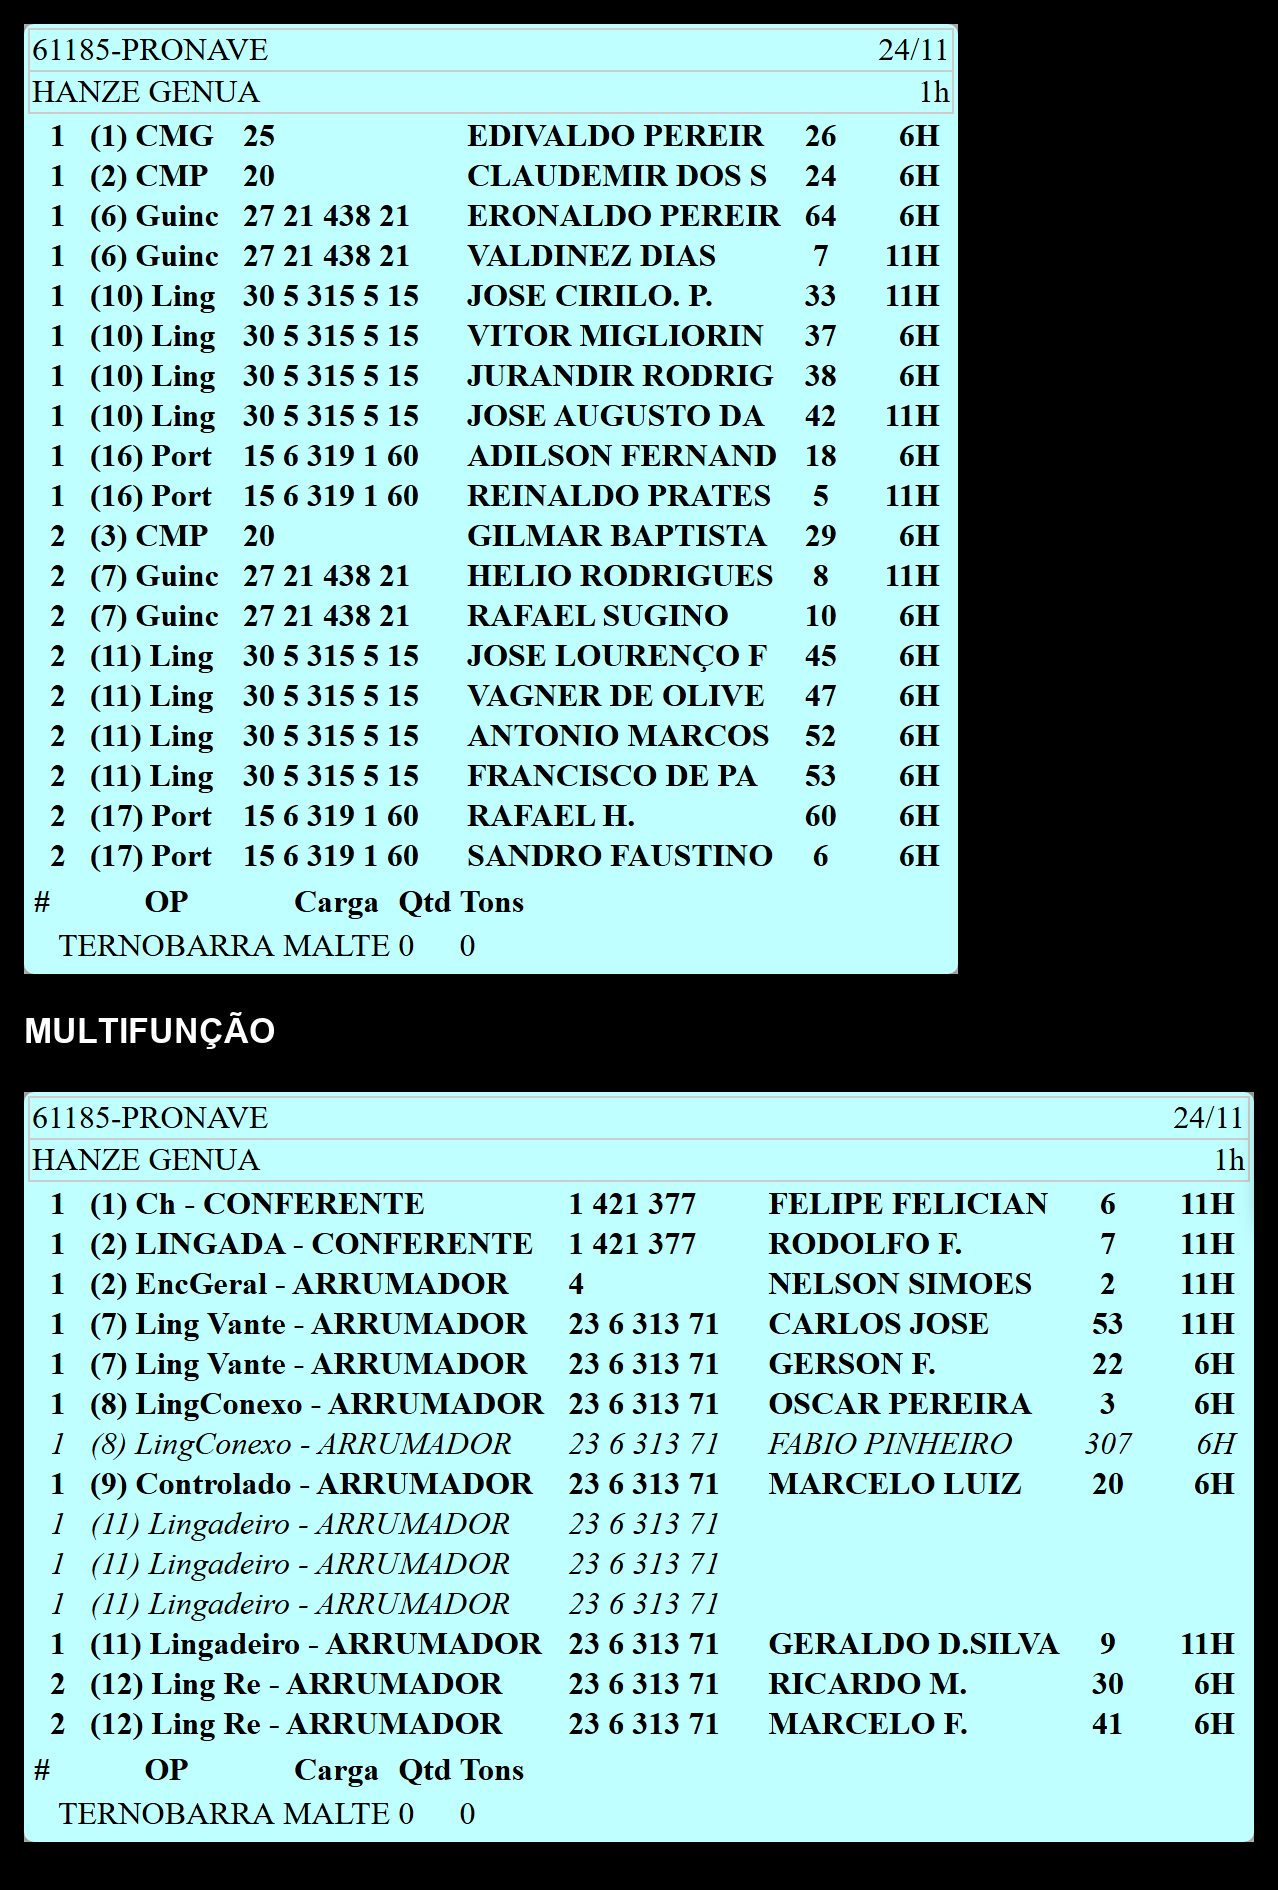 61185-PRONAVE 24/11
HANZE GENUA 1h
1 (1) CMG 25 EDIVALDO PEREIR 26 6H
1 (2) CMP 20 CLAUDEMIR DOS S 24 6H
1 (6) Guinc 27 21 438 21 ERONALDO PEREIR 64 6H
1 (6) Guinc 27 21 438 21 VALDINEZ DIAS 7 11H
1 (10) Ling 30 5 315 5 15 JOSE CIRILO. P. 33 11H
1 (10) Ling 30 5 315 5 15 VITOR MIGLIORIN 37 6H
1 (10) Ling 30 5 315 5 15 JURANDIR RODRIG 38 6H
1 (10) Ling 30 5 315 5 15 JOSE AUGUSTO DA 42 11H
1 (16) Port 15 6 319 1 60 ADILSON FERNAND 18 6H
1 (16) Port 15 6 319 1 60 REINALDO PRATES 5 11H
2 (3) CMP 20 GILMAR BAPTISTA 29 6H
2 (7) Guinc 27 21 438 21 HELIO RODRIGUES 8 11H
2 (7) Guinc 27 21 438 21 RAFAEL SUGINO 10 6H
2 (11) Ling 30 5 315 5 15 JOSE LOURENÇO F 45 6H
2 (11) Ling 30 5 315 5 15 VAGNER DE OLIVE 47 6H
2 (11) Ling 30 5 315 5 15 ANTONIO MARCOS 52 6H
2 (11) Ling 30 5 315 5 15 FRANCISCO DE PA 53 6H
2 (17) Port 15 6 319 1 60 RAFAEL H. 60 6H
2 (17) Port 15 6 319 1 60 SANDRO FAUSTINO 6 6H
# OP Carga Qtd Tons
TERNOBARRA MALTE 0 0
MULTIFUNÇÃO
61185-PRONAVE 24/11
HANZE GENUA 1h
1 (1) Ch - CONFERENTE 1 421 377 FELIPE FELICIAN 6 11H
1 (2) LINGADA - CONFERENTE 1 421 377 RODOLFO F. 7 11H
1 (2) EncGeral - ARRUMADOR 4 NELSON SIMOES 2 11H
1 (7) Ling Vante - ARRUMADOR 23 6 313 71 CARLOS JOSE 53 11H
1 (7) Ling Vante - ARRUMADOR 23 6 313 71 GERSON F. 22 6H
1 (8) LingConexo - ARRUMADOR 23 6 313 71 OSCAR PEREIRA 3 6H
1 (8) LingConexo - ARRUMADOR 23 6 313 71 FABIO PINHEIRO 307 6H
1 (9) Controlado - ARRUMADOR 23 6 313 71 MARCELO LUIZ 20 6H
1 (11) Lingadeiro - ARRUMADOR 23 6 313 71
1 (11) Lingadeiro - ARRUMADOR 23 6 313 71
1 (11) Lingadeiro - ARRUMADOR 23 6 313 71
1 (11) Lingadeiro - ARRUMADOR 23 6 313 71 GERALDO D.SILVA 9 11H
2 (12) Ling Re - ARRUMADOR 23 6 313 71 RICARDO M. 30 6H
2 (12) Ling Re - ARRUMADOR 23 6 313 71 MARCELO F. 41 6H
# OP Carga Qtd Tons
TERNOBARRA MALTE 0 0